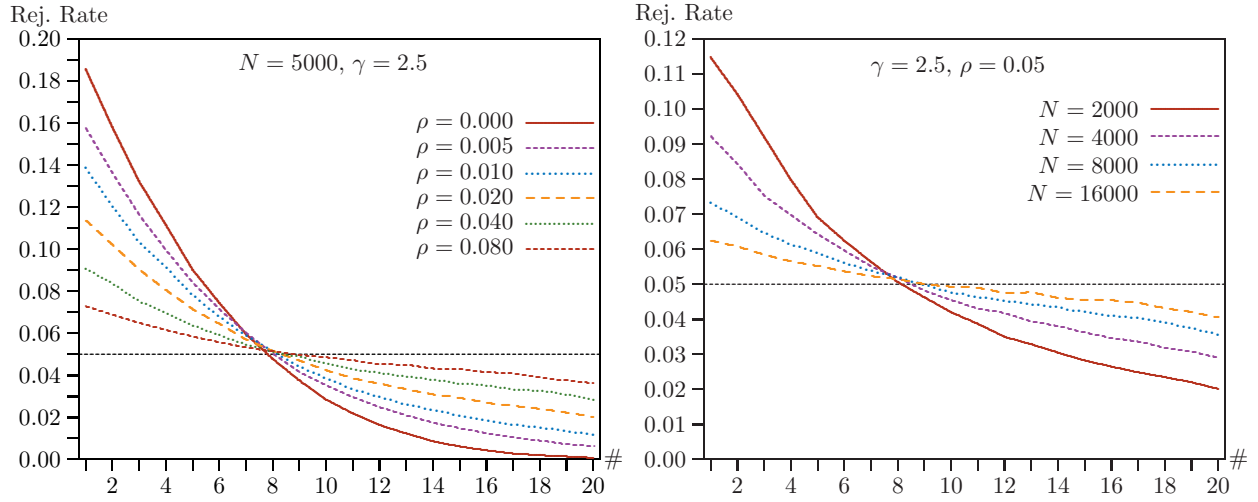 Rej. Rate
0.20
0.18
0.16
0.14
0.12
0.10
0.08
0.06
0.04
0.02
0.00
N = 5000, γ = 2.5
ρ = 0.000
ρ = 0.005
ρ = 0.010
ρ = 0.020
ρ = 0.040
ρ = 0.080
2 4 6 8 10 12 14 16 18 20 #
Rej. Rate
0.12
0.11
0.10
0.09
0.08
0.07
0.06
0.05
0.04
0.03
0.02
0.01
0.00
γ = 2.5, ρ = 0.05
N = 2000
N = 4000
N = 8000
N = 16000
2 4 6 8 10 12 14 16 18 20 #